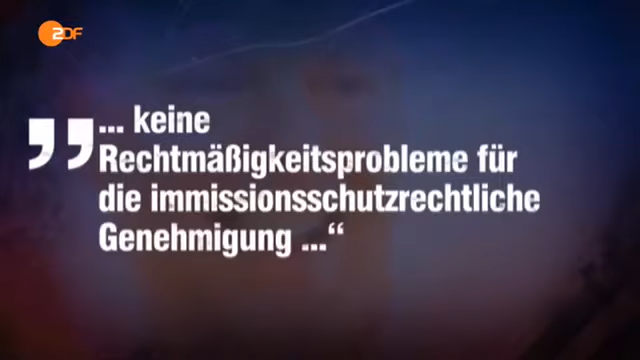 ZDF
„... keine
Rechtmäßigkeitsprobleme für
die immissionsschutzrechtliche
Genehmigung ...“